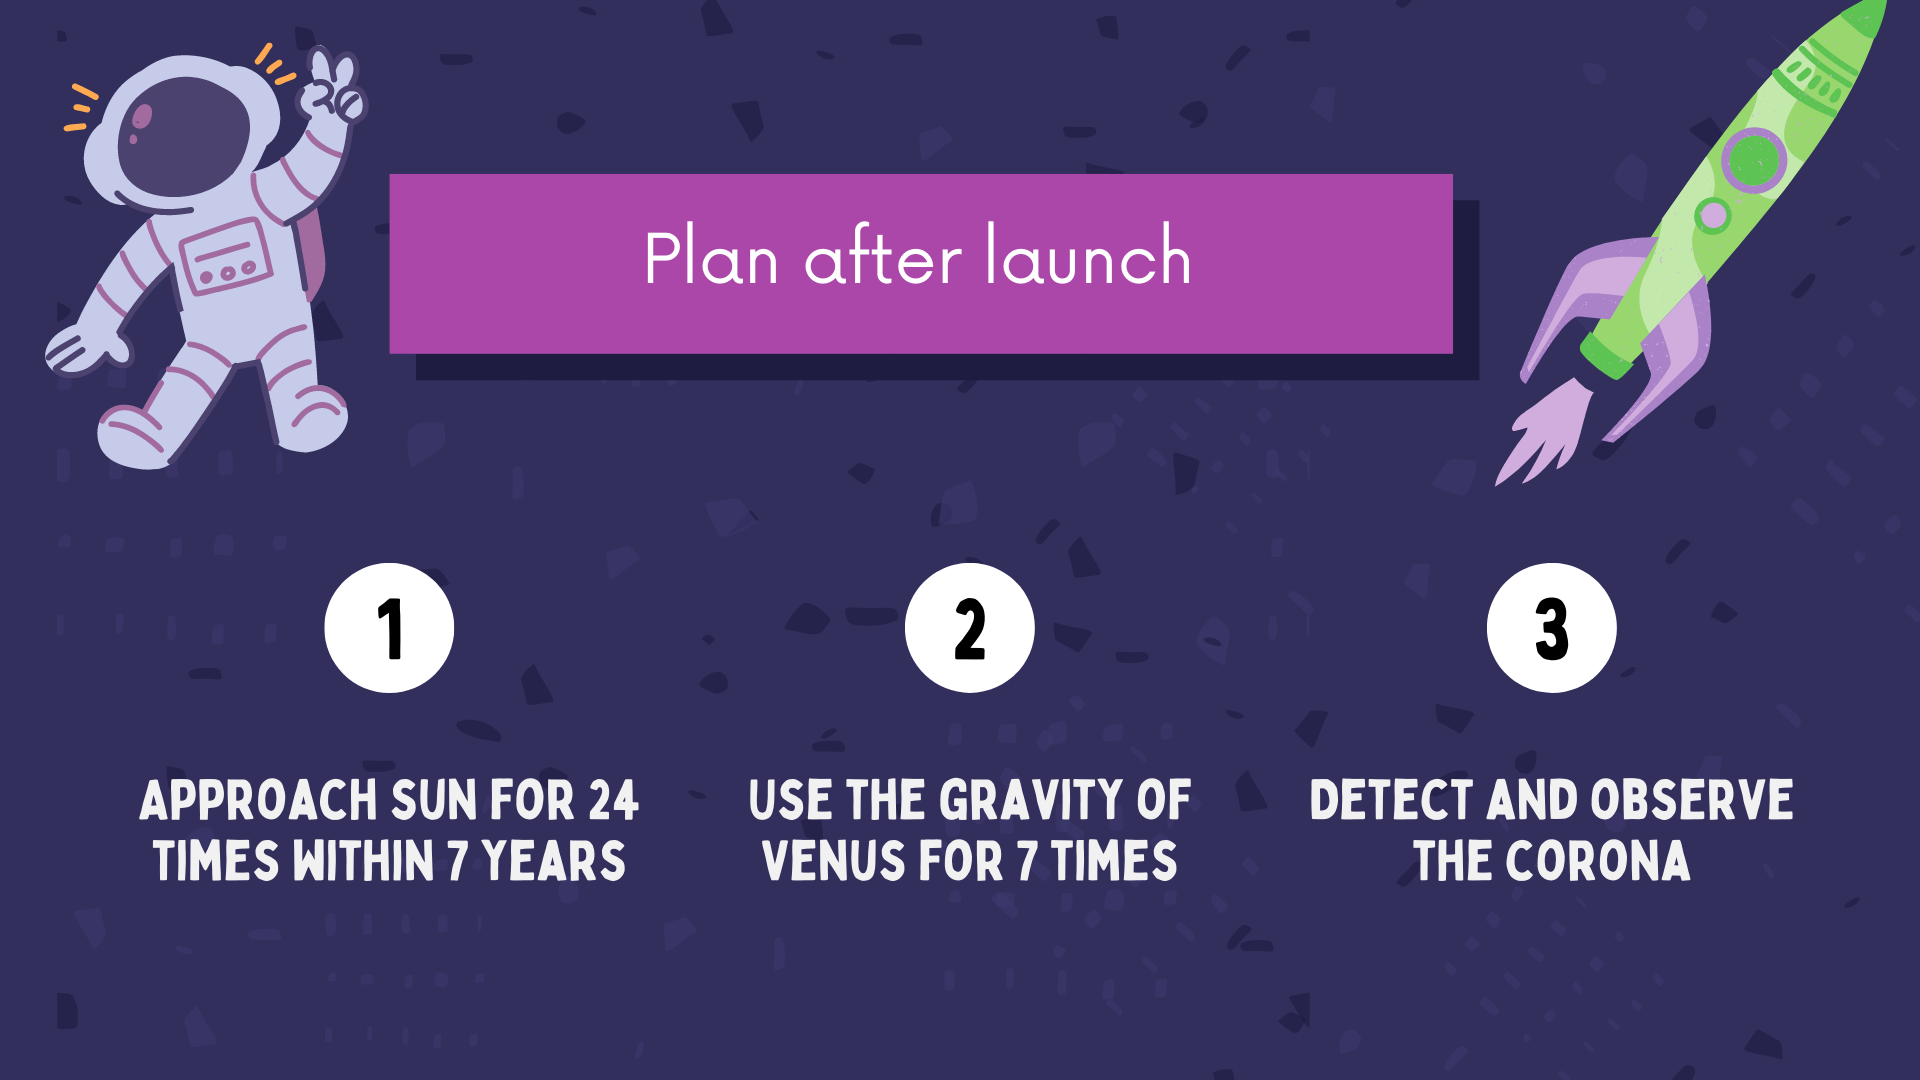 Plan after launch
1
2
3
APPROACH SUN FOR 24
TIMES WITHIN 7 YEARS
USE THE GRAVITY OF
VENUS FOR 7 TIMES
DETECT AND OBSERVE
THE CORONA